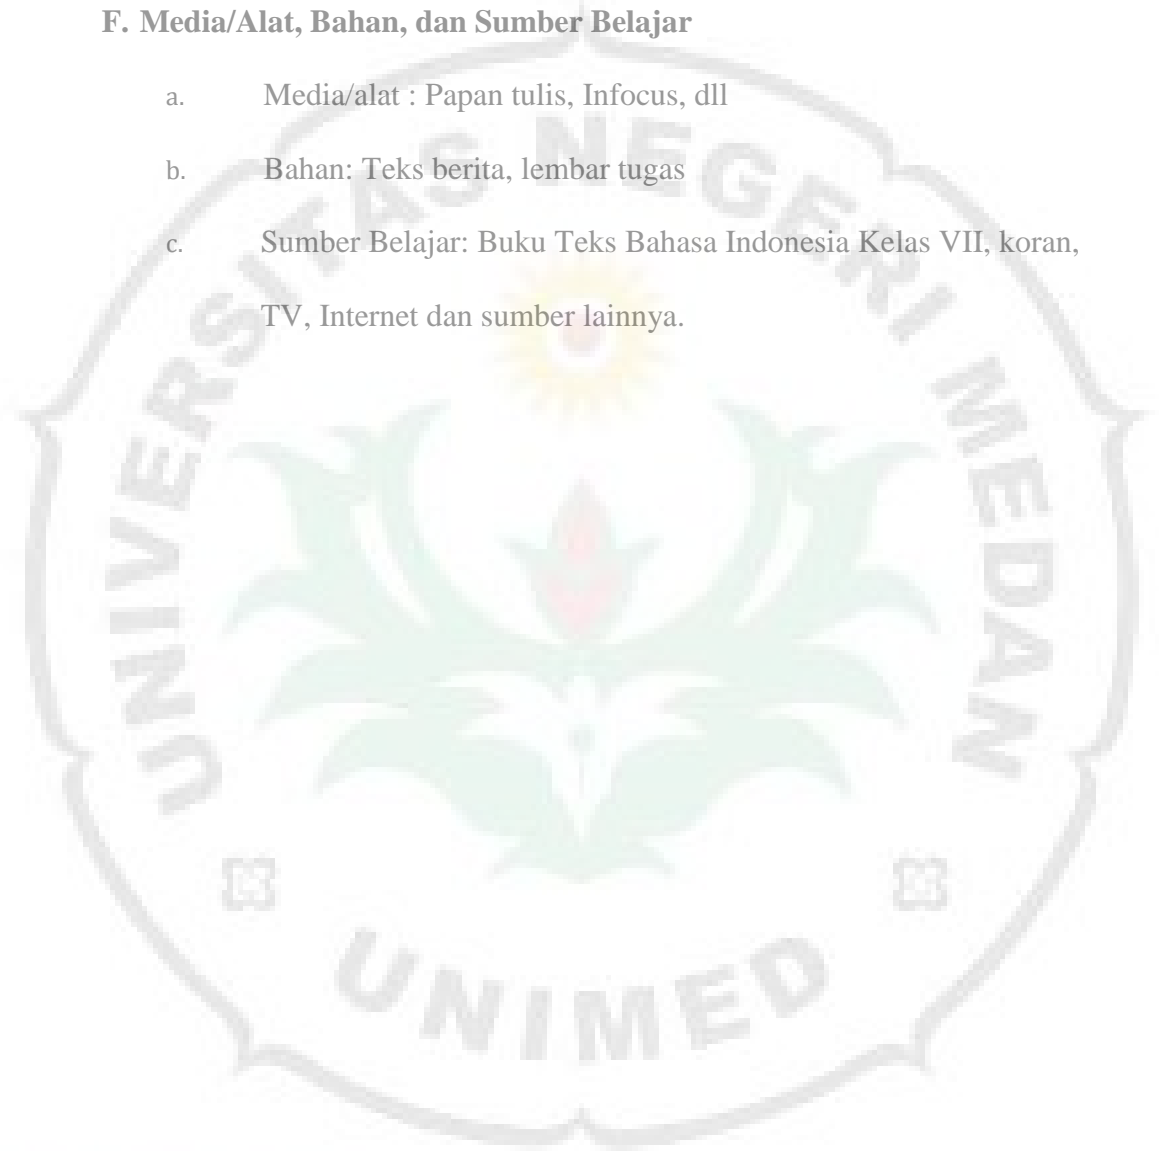 F. Media/Alat, Bahan, dan Sumber Belajar
a. Media/alat : Papan tulis, Infocus, dll
b. Bahan: Teks berita, lembar tugas
c. Sumber Belajar: Buku Teks Bahasa Indonesia Kelas VII, koran,
TV, Internet dan sumber lainnya.
UNIVERSITAS NEGERI MEDAN
UNIMED